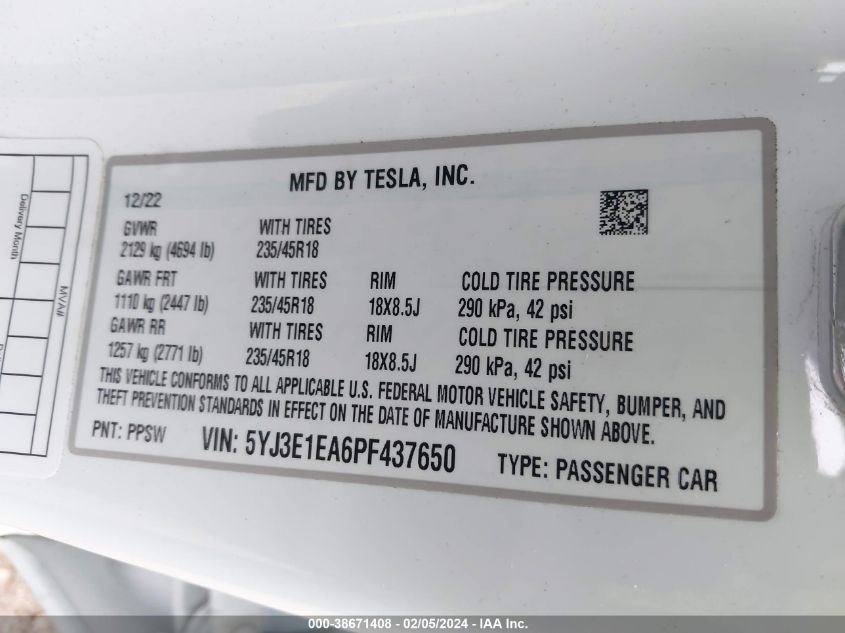 MFD BY TESLA, INC.
12/22
GVWR WITH TIRES
2129 kg (4694 lb) 235/45R18
GAWR FRT WITH TIRES RIM COLD TIRE PRESSURE
1110 kg (2447 lb) 235/45R18 18X8.5J 290 kPa, 42 psi
GAWR RR WITH TIRES RIM COLD TIRE PRESSURE
1257 kg (2771 lb) 235/45R18 18X8.5J 290 kPa, 42 psi
THIS VEHICLE CONFORMS TO ALL APPLICABLE U.S. FEDERAL MOTOR VEHICLE SAFETY, BUMPER, AND
THEFT PREVENTION STANDARDS IN EFFECT ON THE DATE OF MANUFACTURE SHOWN ABOVE.
PNT: PPSW VIN: 5YJ3E1EA6PF437650 TYPE: PASSENGER CAR
Delivery Month
MVA#
000-38671408 - 02/05/2024 - IAA Inc.